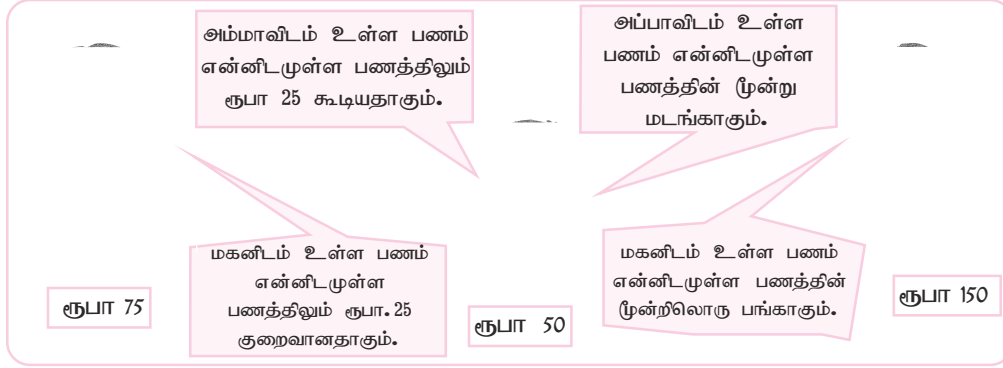 அம்மாவிடம் உள்ள பணம்
என்னிடமுள்ள பணத்திலும்
ரூபா 25 கூடியதாகும்.
அப்பாவிடம் உள்ள
பணம் என்னிடமுள்ள
பணத்தின் மூன்று
மடங்காகும்.
மகனிடம் உள்ள பணம்
என்னிடமுள்ள
பணத்திலும் ரூபா. 25
குறைவானதாகும்.
மகனிடம் உள்ள பணம்
என்னிடமுள்ள பணத்தின்
மூன்றிலொரு பங்காகும்.
ரூபா 75
ரூபா 50
ரூபா 150